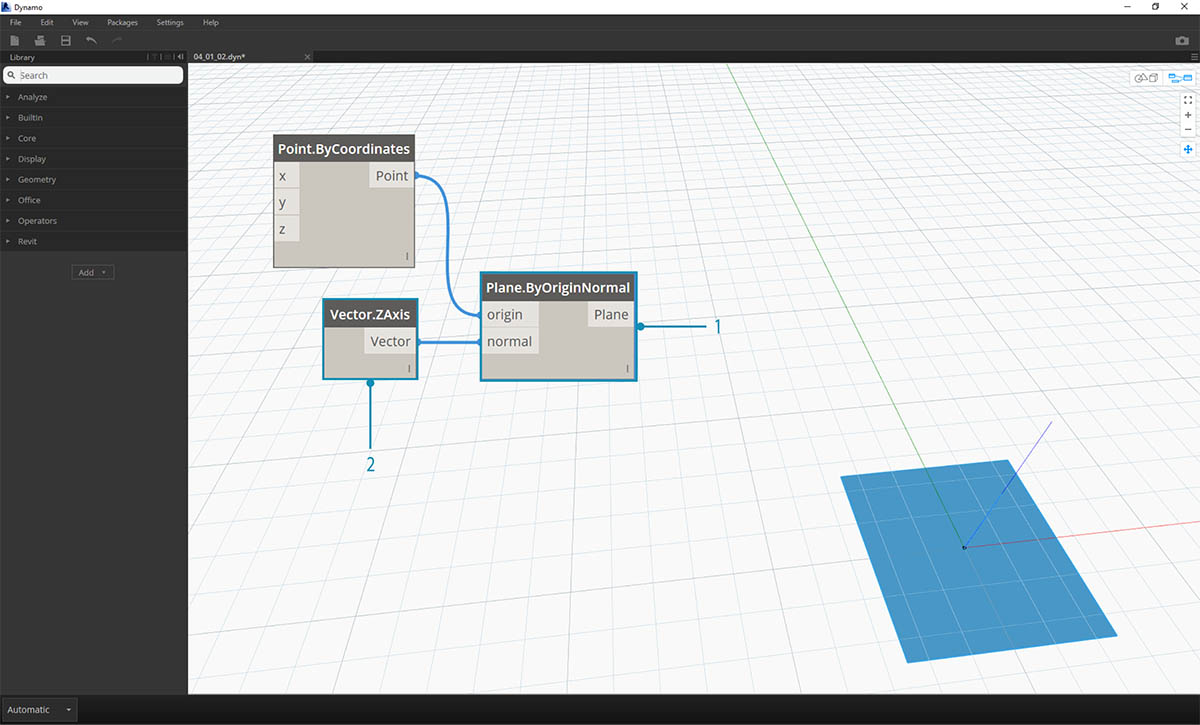 Dynamo
File Edit View Packages Settings Help
Library
04_01_02.dyn*
Search
Analyze
BuiltIn
Core
Display
Geometry
Office
Operators
Revit
Add
Point.ByCoordinates
x Point
y
z
l
Vector.ZAxis
Vector
l
Plane.ByOriginNormal
origin Plane
normal
l
1
2
Automatic